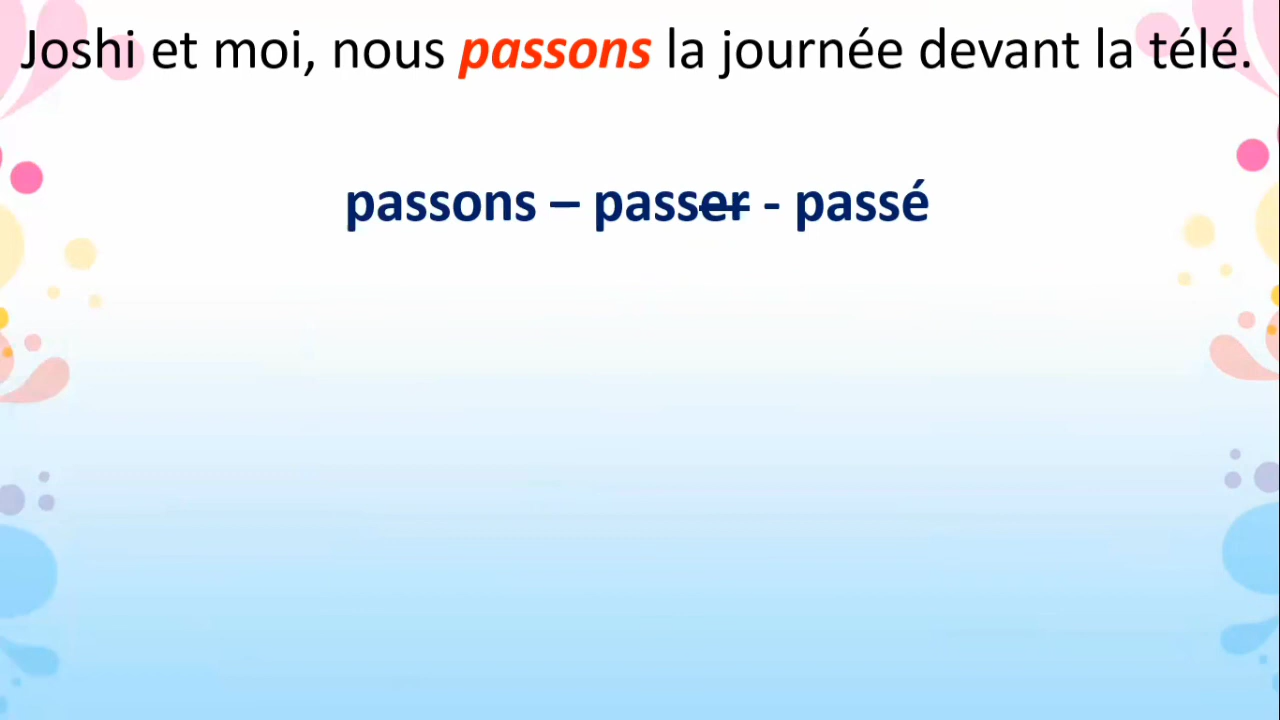 Joshi et moi, nous passons la journée devant la télé.
passons – passer - passé